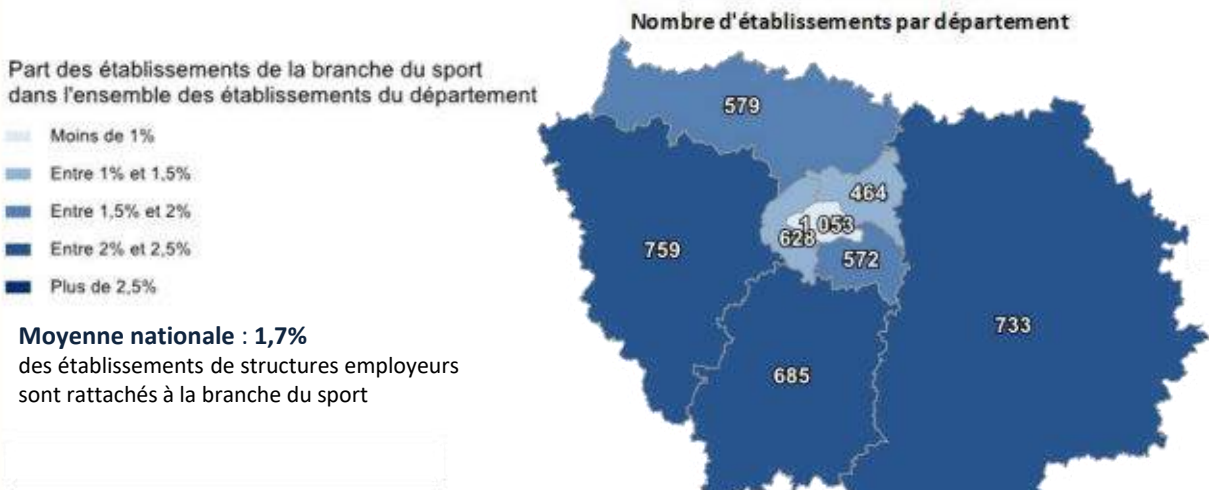 Nombre d'établissements par département
Part des établissements de la branche du sport
dans l'ensemble des établissements du département
Moins de 1%
Entre 1% et 1,5%
Entre 1,5% et 2%
Entre 2% et 2,5%
Plus de 2,5%
Moyenne nationale : 1,7%
des établissements de structures employeurs
sont rattachés à la branche du sport
579
464
1 053
628
759
572
733
685